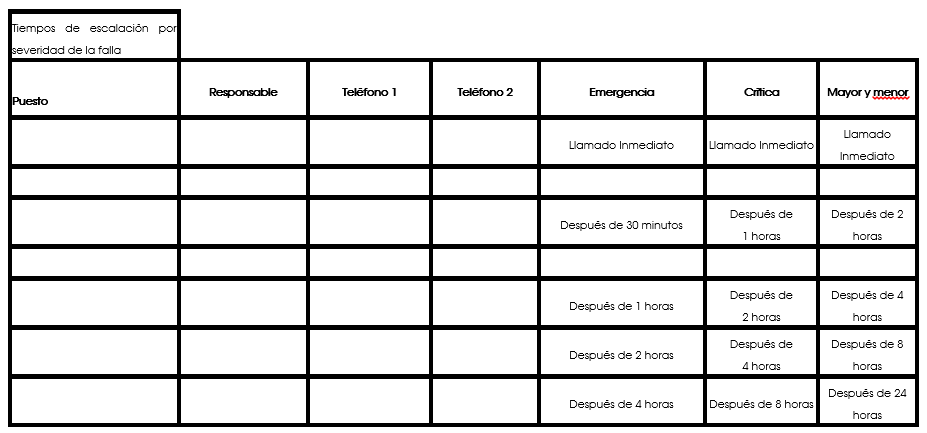 Tiempos de escalación por
severidad de la falla
Puesto
Responsable
Teléfono 1
Teléfono 2
Emergencia
Crítica
Mayor y menor
Llamado Inmediato
Llamado Inmediato
Llamado
Inmediato
Después de 30 minutos
Después de
1 horas
Después de 2
horas
Después de 1 horas
Después de
2 horas
Después de 4
horas
Después de 2 horas
Después de
4 horas
Después de 8
horas
Después de 4 horas
Después de 8 horas
Después de 24
horas